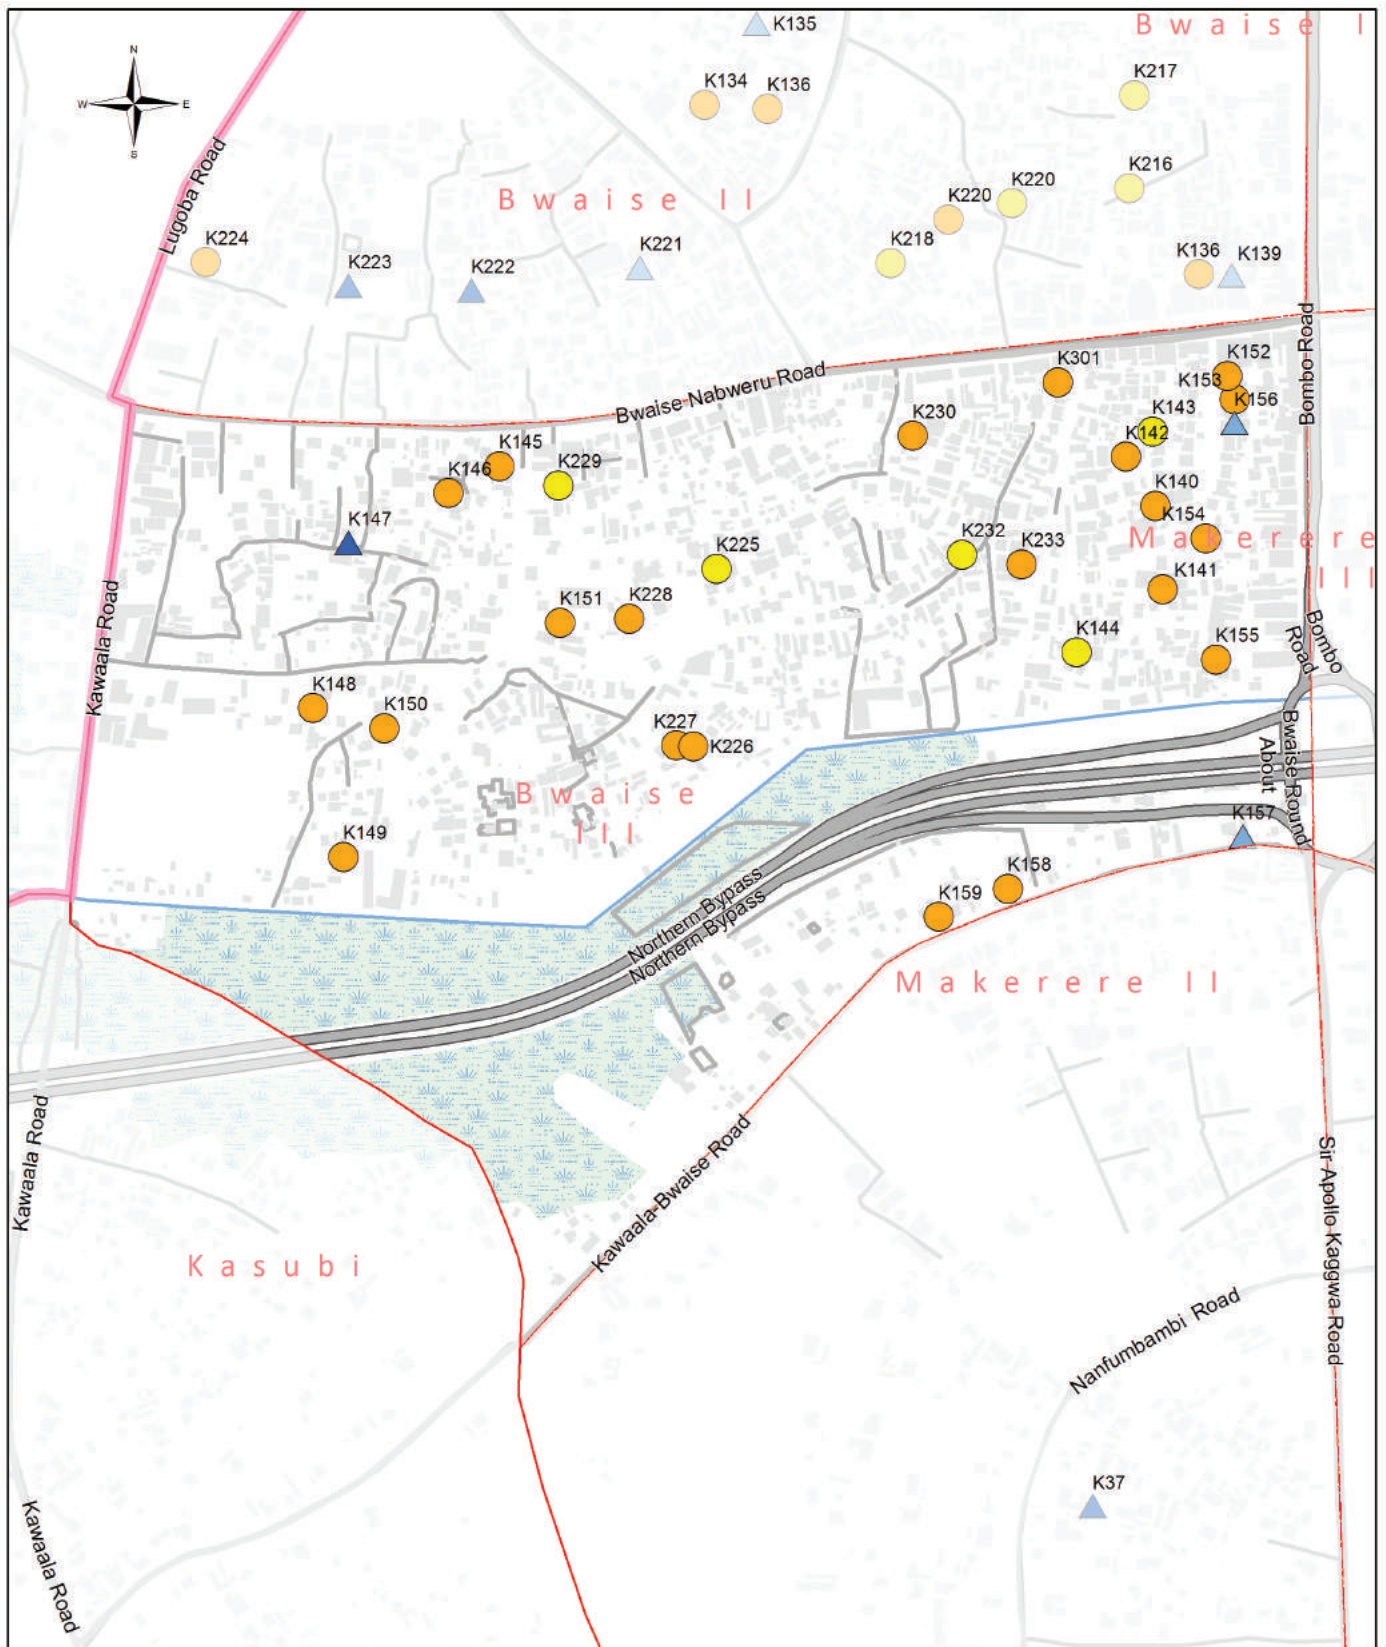 Bwaise I
K135
K217
K134
K136
N
W
E
S
Lugoba Road
K216
Bwaise II
K220
K220
K224
K223
K222
K221
K218
K136
K139
Bombo Road
K301
K152
K153
K156
Bwaise Nabweru Road
K230
K143
K142
K145
K146
K229
K147
K140
K154
K232
K233
Makerere
III
K225
K141
K151
K228
Kawaala Road
K144
K155
Bombo
Road
K148
K150
K227
K226
Bwaise Round
About
Bwaise
III
K157
K149
K158
K159
Northern Bypass
Northern Bypass
Makerere II
Kawaala Road
Kawaala-Bwaise Road
Sir Apollo Kaggwa Road
Kasubi
Nanfumbambi Road
K37
Kawaala Road